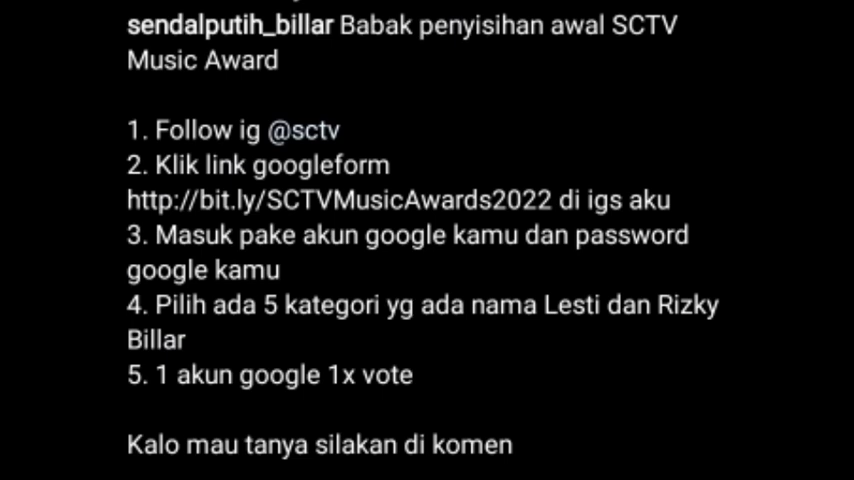 sendalputih_billar Babak penyisihan awal SCTV
Music Award
1. Follow ig @sctv
2. Klik link googleform
http://bit.ly/SCTVMusicAwards2022 di igs aku
3. Masuk pake akun google kamu dan password
google kamu
4. Pilih ada 5 kategori yg ada nama Lesti dan Rizky
Billar
5. 1 akun google 1x vote
Kalo mau tanya silakan di komen